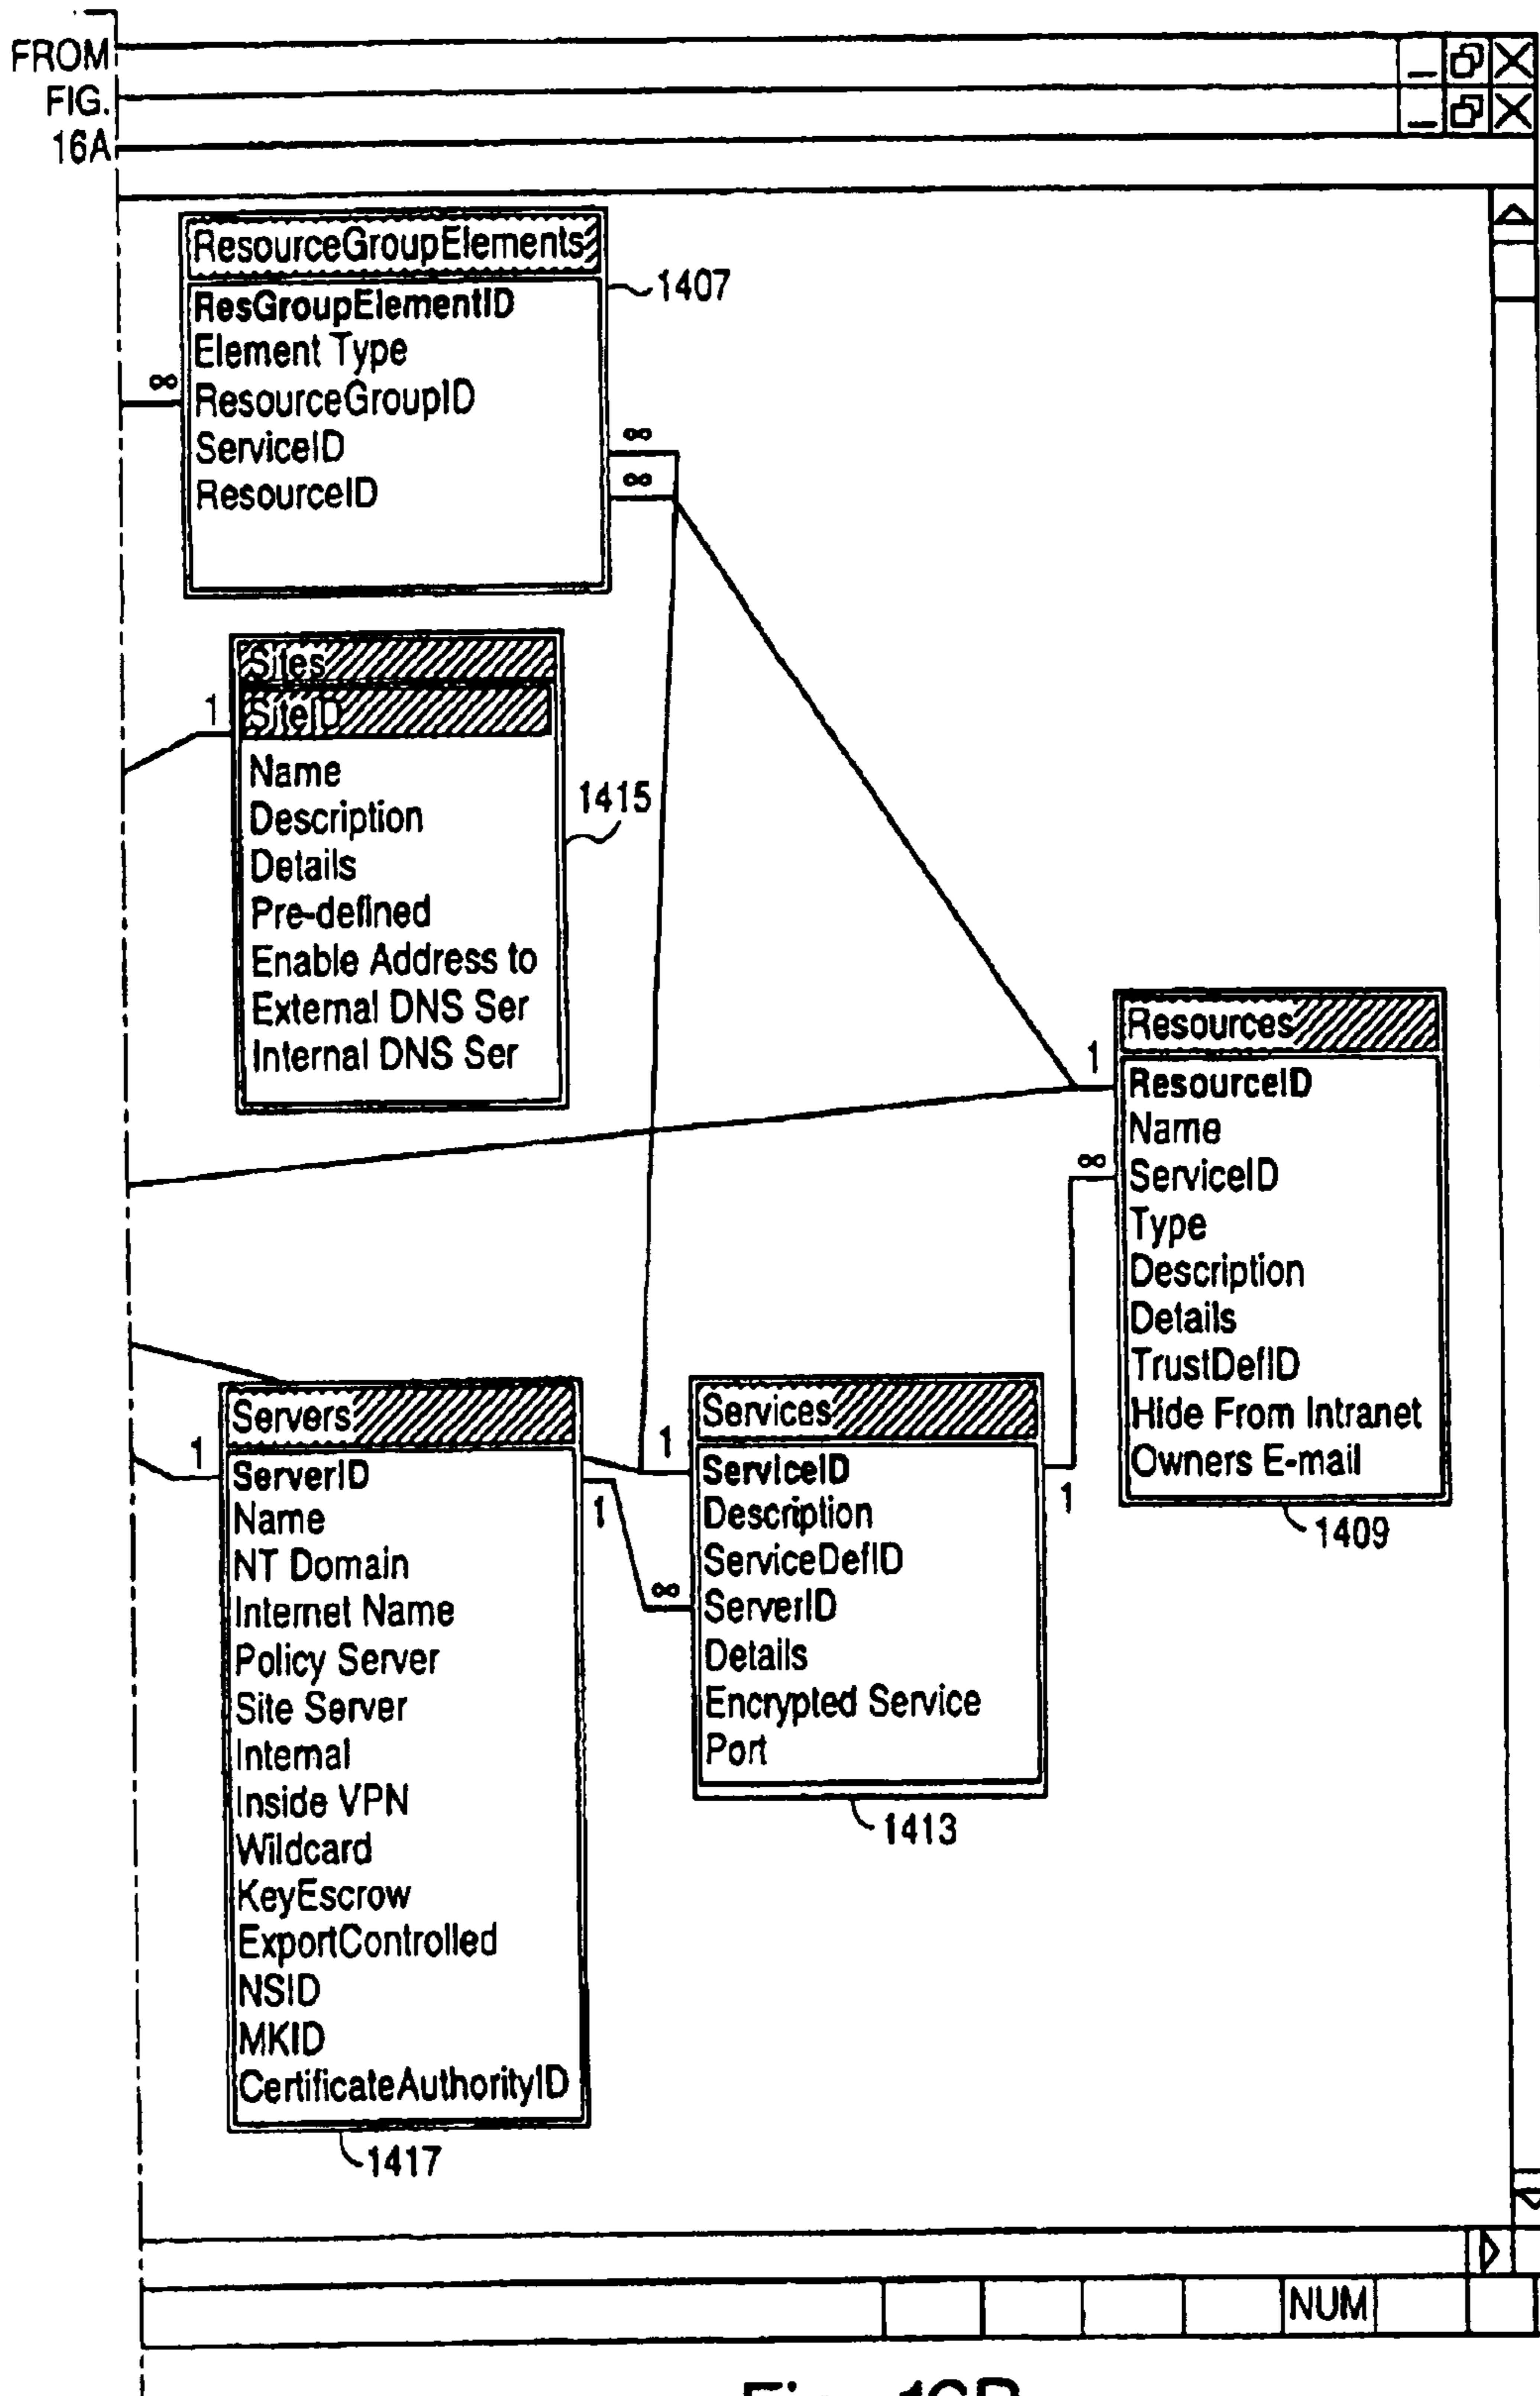 FROM
FIG.
16A
ResourceGroupElements
ResGroupElementID
Element Type
ResourceGroupID
ServiceID
ResourceID
1407
∞
∞
∞
Sites
SiteID
Name
Description
Details
Pre-defined
Enable Address to
External DNS Ser
Internal DNS Ser
1
1415
Resources
ResourceID
Name
ServiceID
Type
Description
Details
TrustDefID
Hide From Intranet
Owners E-mail
1
∞
1409
Servers
ServerID
Name
NT Domain
Internet Name
Policy Server
Site Server
Internal
Inside VPN
Wildcard
KeyEscrow
ExportControlled
NSID
MKID
CertificateAuthorityID
1
1
1417
Services
ServiceID
Description
ServiceDefID
ServerID
Details
Encrypted Service
Port
1
∞
1
1413
NUM